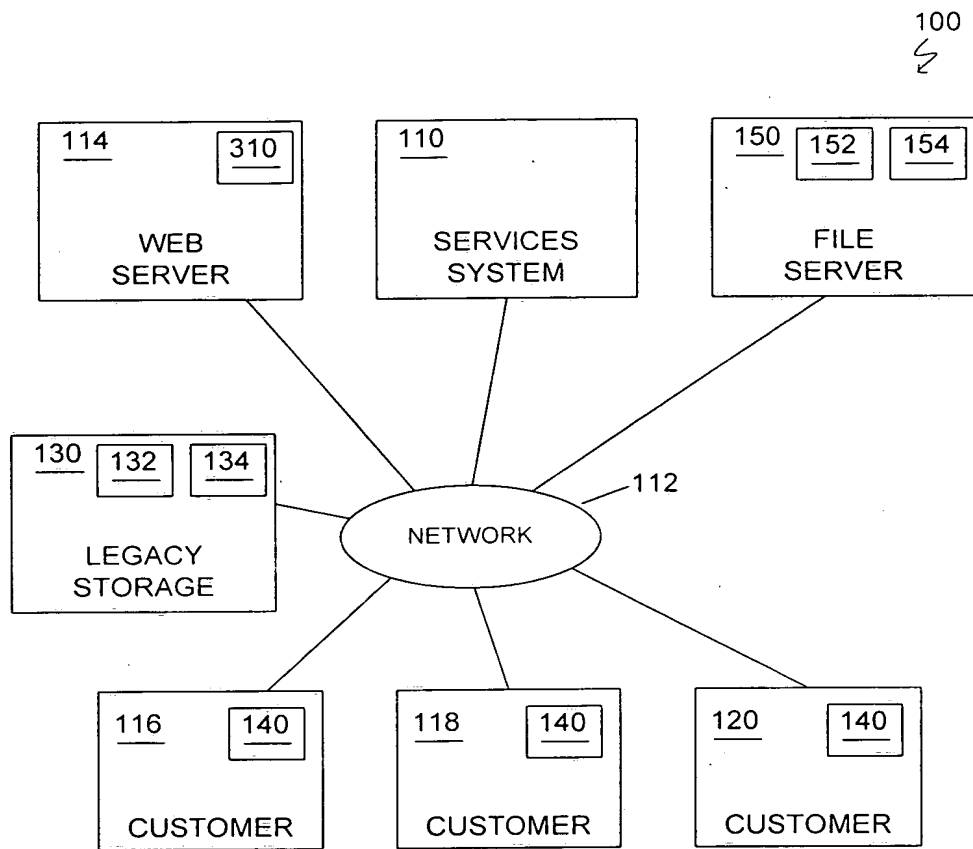 100
114
310
WEB
SERVER
110
SERVICES
SYSTEM
150
152
154
FILE
SERVER
130
132
134
LEGACY
STORAGE
NETWORK
112
116
140
CUSTOMER
118
140
CUSTOMER
120
140
CUSTOMER